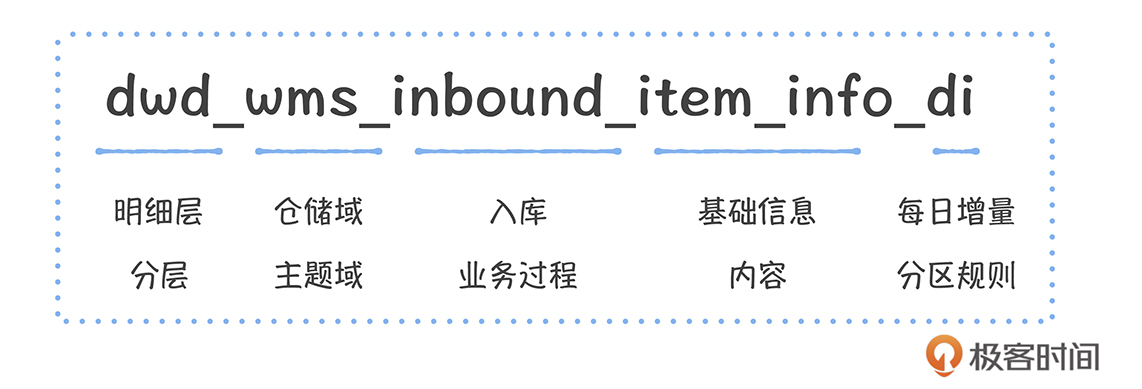 dwd_wms_inbound_item_info_di
明细层 仓储域 入库 基础信息 每日增量
分层 主题域 业务过程 内容 分区规则
极客时间